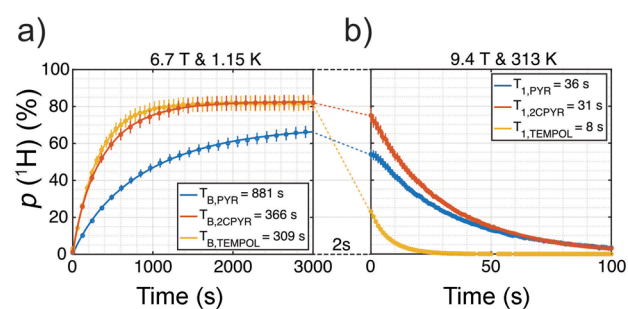 a)
6.7 T & 1.15 K
b)
9.4 T & 313 K
p (¹H) (%)
100
80
60
40
20
0
T_B,PYR = 881 s
T_B,2CPYR = 366 s
T_B,TEMPOL = 309 s
0 1000 2000 3000
Time (s)
2s
T_1,PYR = 36 s
T_1,2CPYR = 31 s
T_1,TEMPOL = 8 s
0 50 100
Time (s)